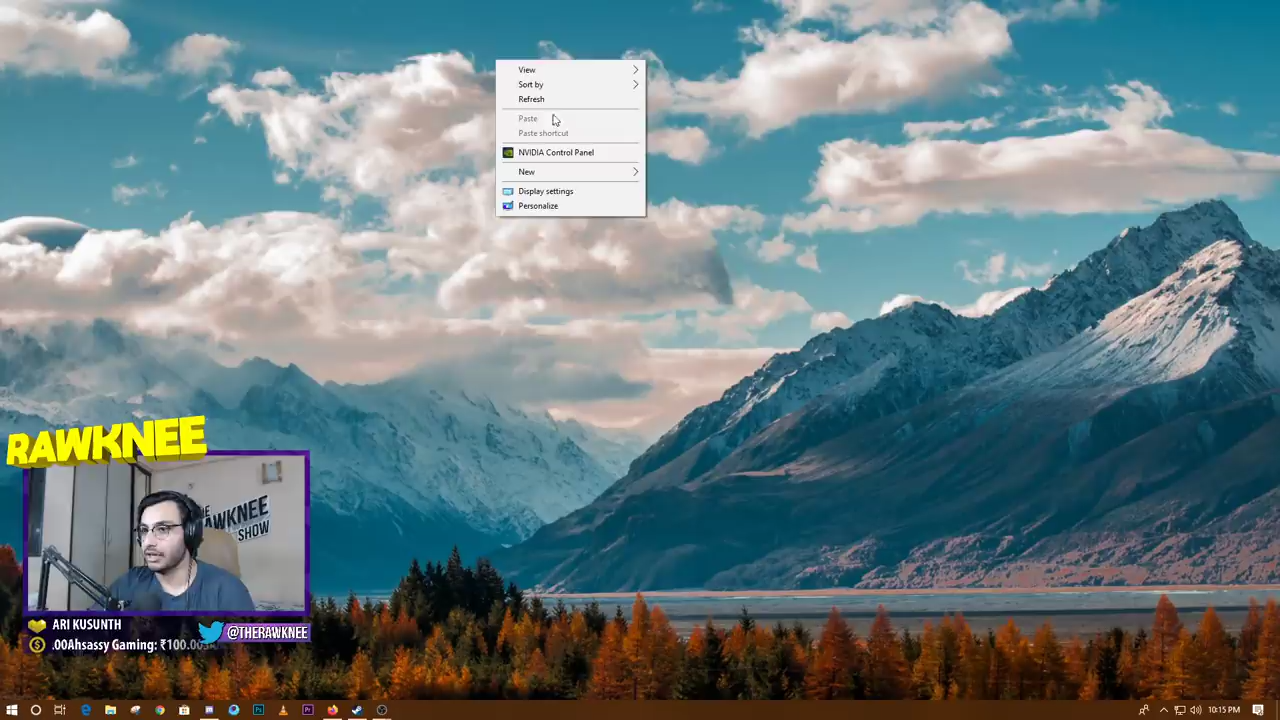 View
Sort by
Refresh
Paste
Paste shortcut
NVIDIA Control Panel
New
Display settings
Personalize
RAWKNEE
THE
RAWKNEE
SHOW
ARI KUSUNTH
.00Ahsassy Gaming: ₹100.00
@THERAWKNEE
10:15 PM